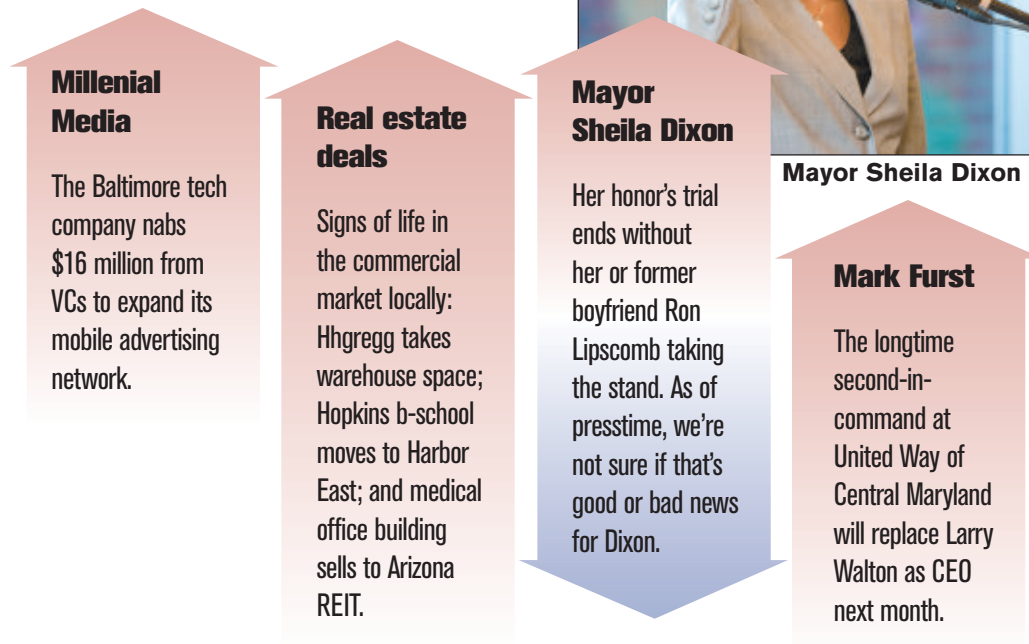 Millenial
Media
The Baltimore tech
company nabs
$16 million from
VCs to expand its
mobile advertising
network.
Real estate
deals
Signs of life in
the commercial
market locally:
Hhgregg takes
warehouse space;
Hopkins b-school
moves to Harbor
East; and medical
office building
sells to Arizona
REIT.
Mayor
Sheila Dixon
Her honor's trial
ends without
her or former
boyfriend Ron
Lipscomb taking
the stand. As of
presstime, we're
not sure if that's
good or bad news
for Dixon.
Mayor Sheila Dixon
Mark Furst
The longtime
second-in-
command at
United Way of
Central Maryland
will replace Larry
Walton as CEO
next month.